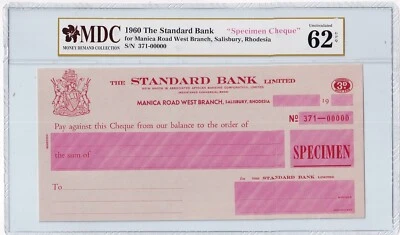 MDC
MONEY DEMAND COLLECTION
1960 The Standard Bank "Specimen Cheque"
for Manica Road West Branch, Salisbury, Rhodesia
S/N 371-00000
Uncirculated
62
THE STANDARD BANK LIMITED
MANICA ROAD WEST BRANCH, SALISBURY, RHODESIA
19
No 371—00000
Pay against this Cheque from our balance to the order of
the sum of
SPECIMEN
To
For THE STANDARD BANK LIMITED